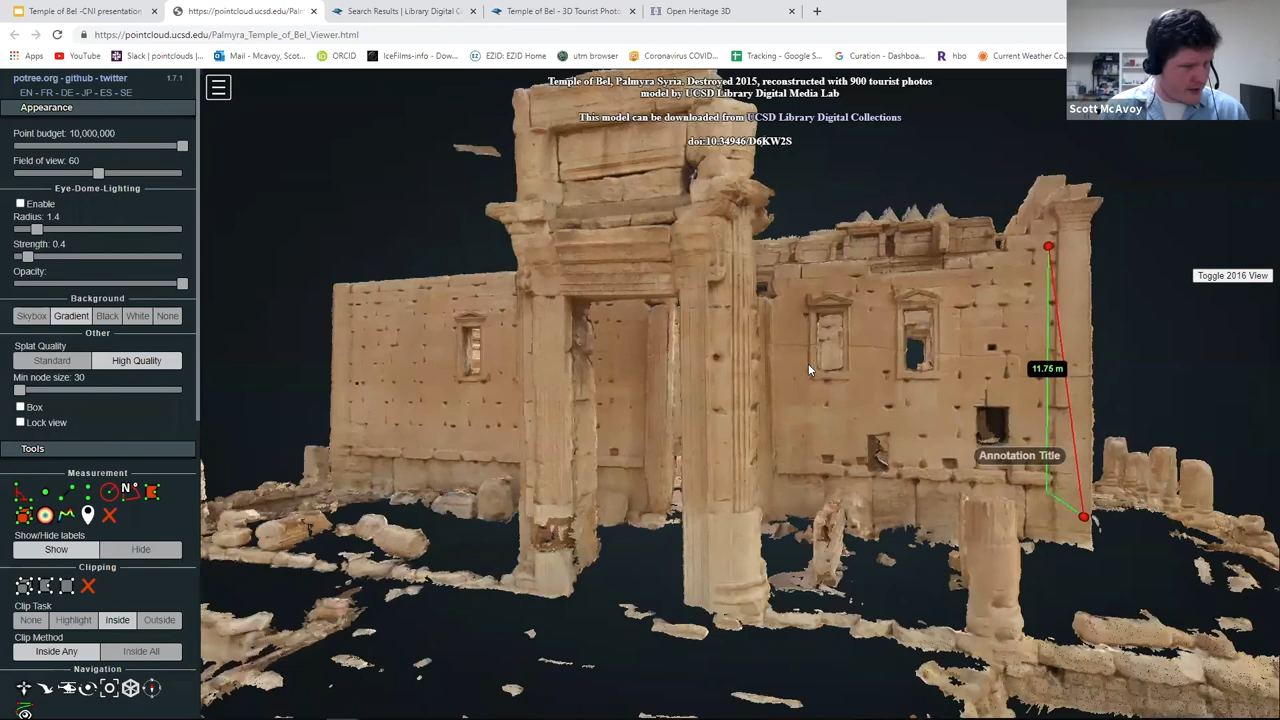 Temple of Bel -CNI presentation
https://pointcloud.ucsd.edu/Palm
Search Results | Library Digital C
Temple of Bel - 3D Tourist Photo
Open Heritage 3D
https://pointcloud.ucsd.edu/Palmyra_Temple_of_Bel_Viewer.html
Apps
YouTube
Slack | pointclouds |
Mail - Mcavoy, Scott
ORCID
IceFilms-info - Que
EZID: EZID Home
utm browser
Coronavirus COVID
Tracking - Google S
Curation - Dashboa
hbo
Current Weather Co
Scott McAvoy
potree.org - github - twitter
1.7.1
EN - FR - DE - JP - ES - SE
Appearance
Point budget: 10,000,000
Field of view: 60
Eye-Dome-Lighting
Enable
Radius: 1.4
Strength: 0.4
Opacity:
Background
Skybox Gradient Black White None
Other
Splat Quality
Standard High Quality
Min node size: 30
Box
Lock view
Tools
Measurement
N°
Show/Hide labels
Show Hide
Clipping
Clip Task
None Highlight Inside Outside
Clip Method
Inside Any Inside All
Navigation
Temple of Bel, Palmyra Syria. Destroyed 2015, reconstructed with 900 tourist photos
model by UCSD Library Digital Media Lab
This model can be downloaded from UCSD Library Digital Collections
doi:10.34946/D6KW2S
Toggle 2016 View
11.75 m
Annotation Title